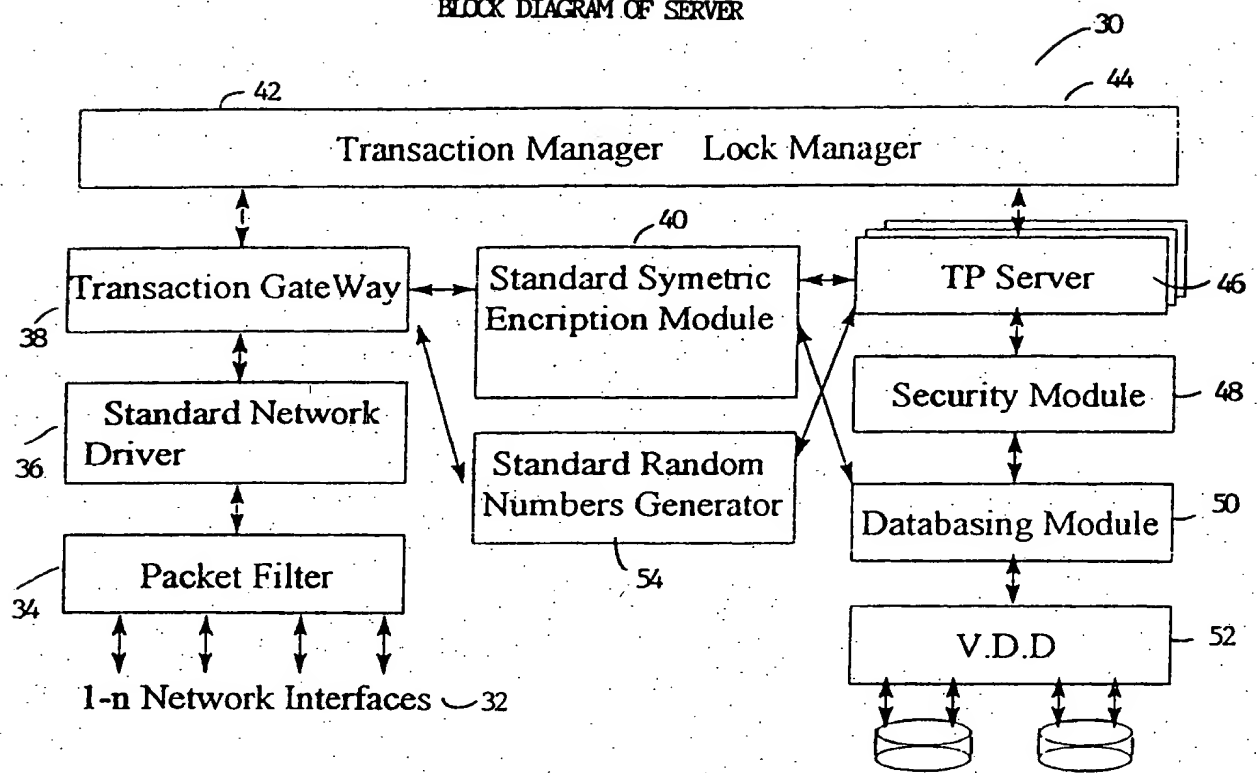 BLOCK DIAGRAM OF SERVER
30
42
44
Transaction Manager Lock Manager
40
Transaction GateWay
38
Standard Symetric
Encription Module
TP Server
46
Standard Network
Driver
36
Security Module
48
Standard Random
Numbers Generator
54
Databasing Module
50
Packet Filter
34
V.D.D
52
1-n Network Interfaces
32